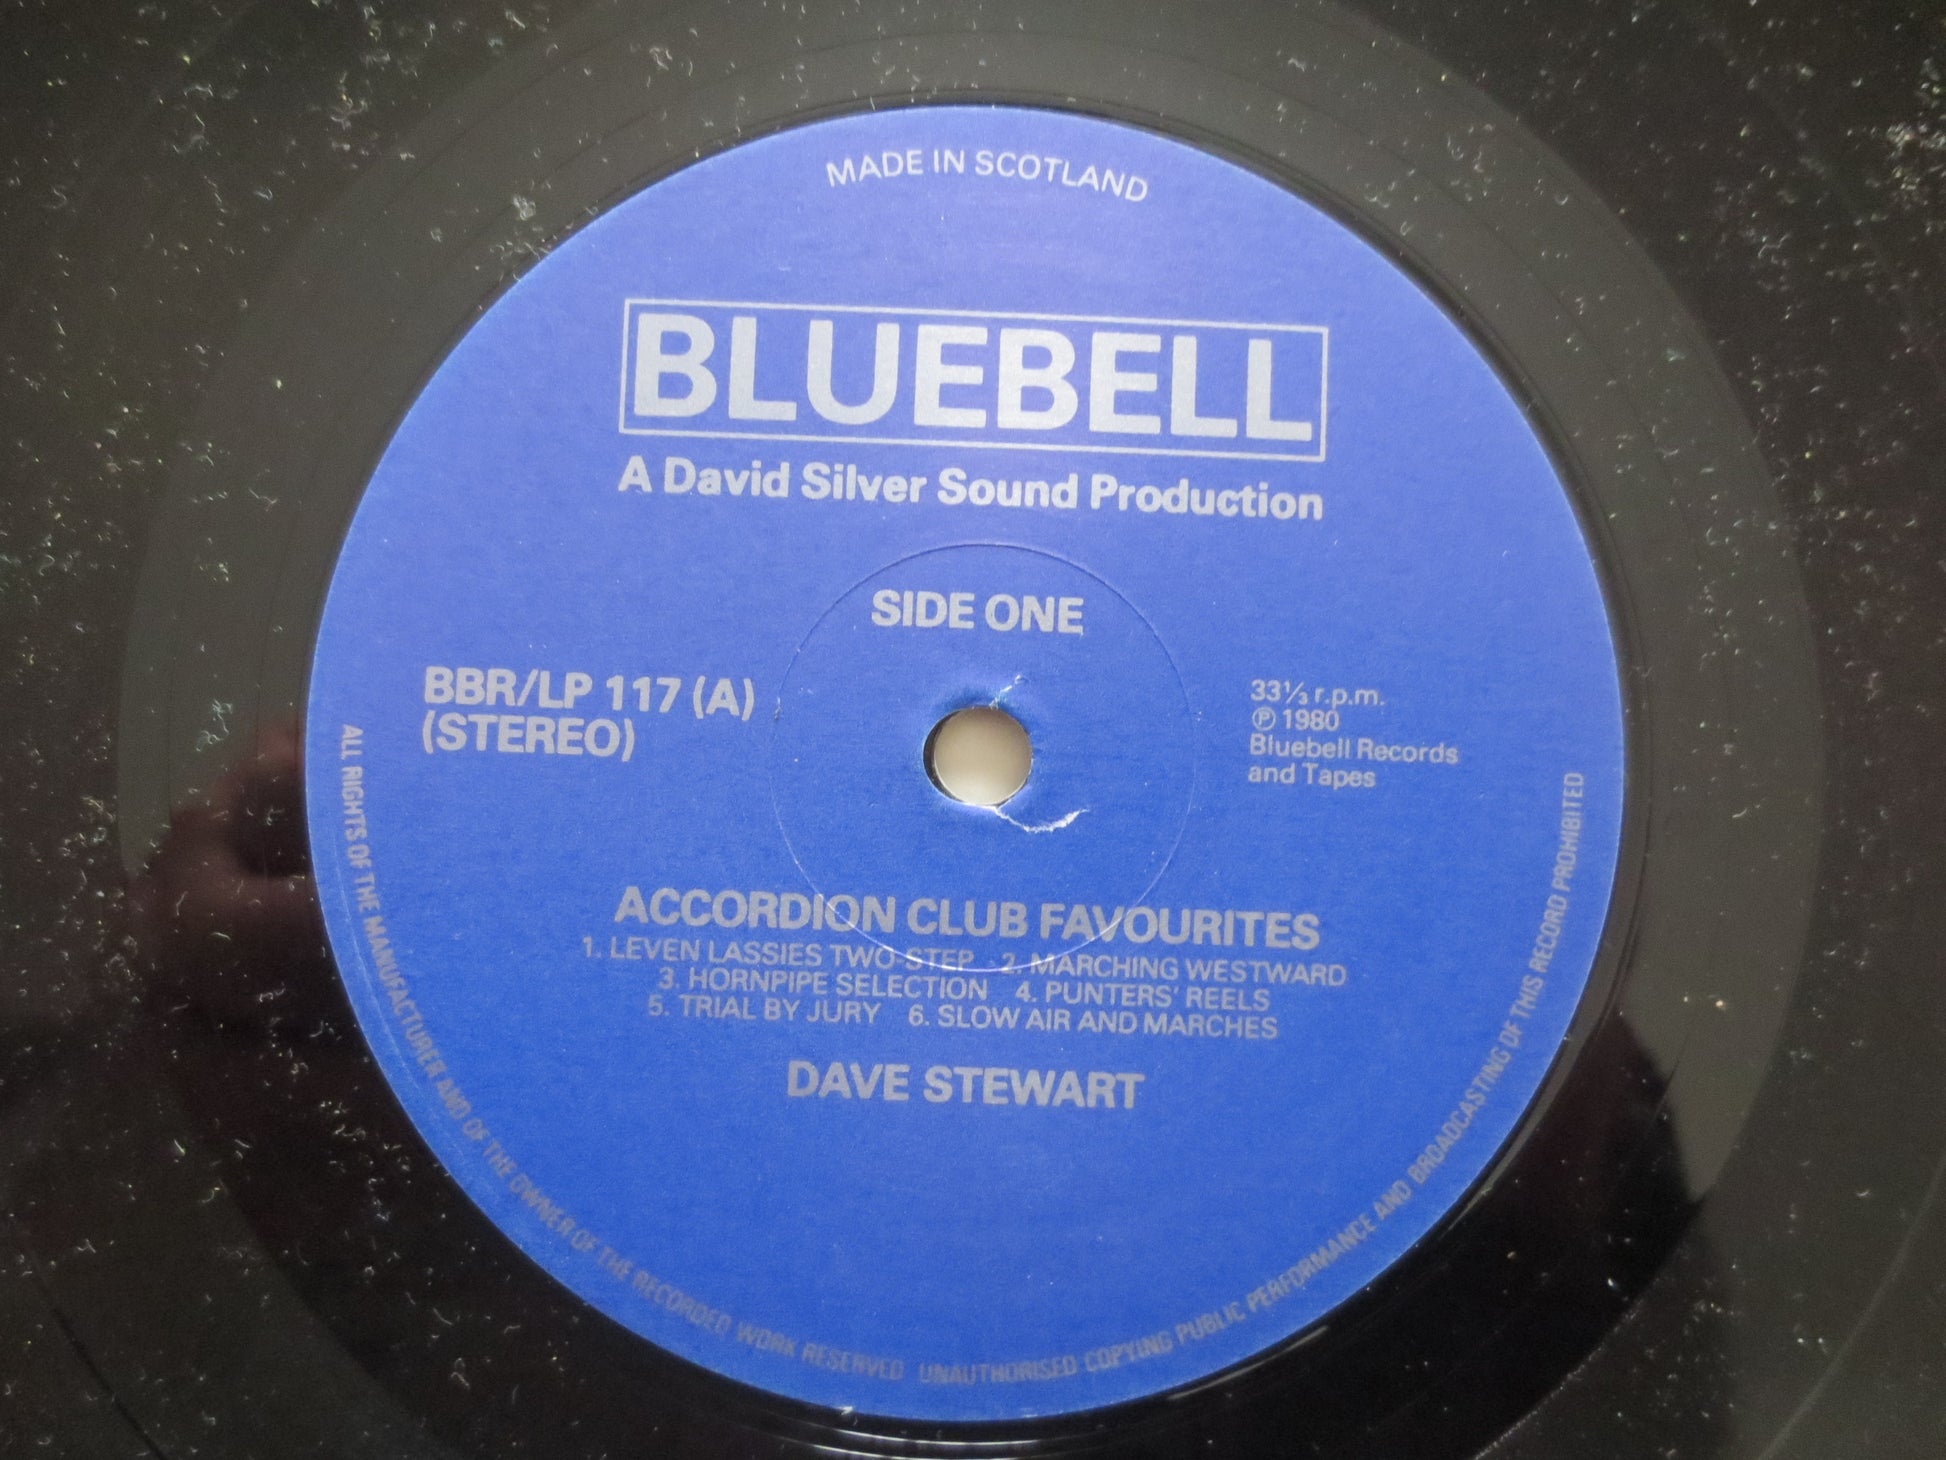 MADE IN SCOTLAND
BLUEBELL
A David Silver Sound Production
SIDE ONE
BBR/LP 117 (A)
(STEREO)
33⅓ r.p.m.
℗ 1980
Bluebell Records
and Tapes
ACCORDION CLUB FAVOURITES
1. LEVEN LASSIES TWO-STEP 2. MARCHING WESTWARD
3. HORNPIPE SELECTION 4. PUNTERS' REELS
5. TRIAL BY JURY 6. SLOW AIR AND MARCHES
DAVE STEWART
ALL RIGHTS OF THE MANUFACTURER AND OF THE OWNER OF THE RECORDED WORK RESERVED UNAUTHORISED COPYING PUBLIC PERFORMANCE AND BROADCASTING OF THIS RECORD PROHIBITED